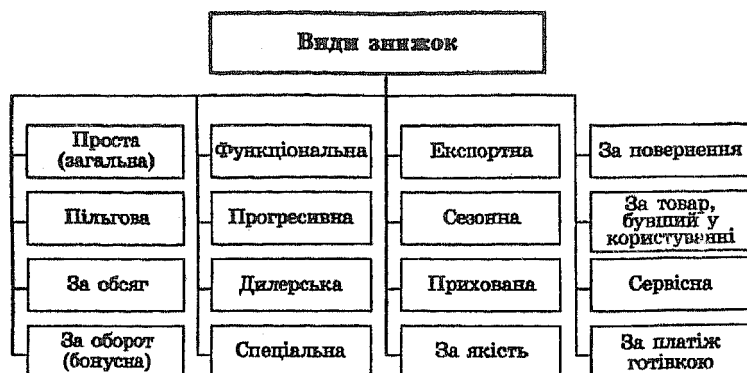 Види знижок
Проста
(загальна)
Функціональна
Експортна
За повернення
Пільгова
Прогресивна
Сезонна
За товар,
бувший у
користуванні
За обсяг
Дилерська
Прихована
Сервісна
За оборот
(бонусна)
Спеціальна
За якість
За платіж
готівкою